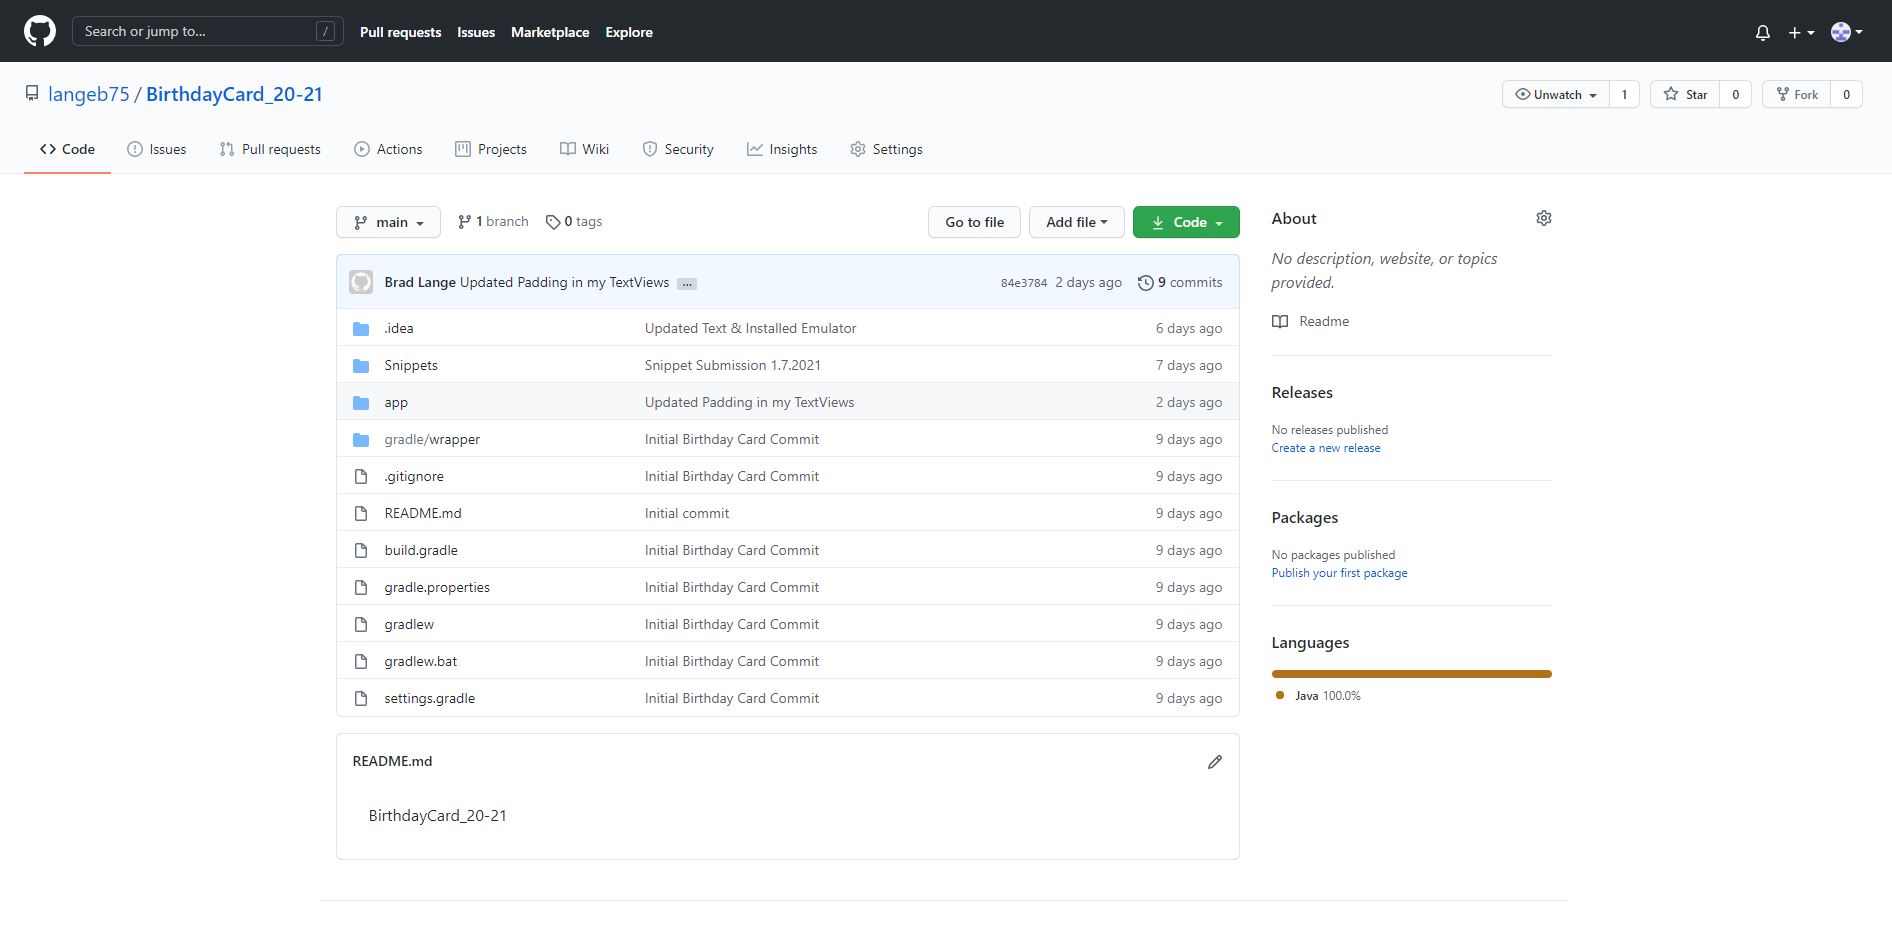 Search or jump to... /
Pull requests Issues Marketplace Explore
langeb75 / BirthdayCard_20-21
Unwatch 1 Star 0 Fork 0
Code Issues Pull requests Actions Projects Wiki Security Insights Settings
main 1 branch 0 tags Go to file Add file Code
Brad Lange Updated Padding in my TextViews ... 84e3784 2 days ago 9 commits
.idea Updated Text & Installed Emulator 6 days ago
Snippets Snippet Submission 1.7.2021 7 days ago
app Updated Padding in my TextViews 2 days ago
gradle/wrapper Initial Birthday Card Commit 9 days ago
.gitignore Initial Birthday Card Commit 9 days ago
README.md Initial commit 9 days ago
build.gradle Initial Birthday Card Commit 9 days ago
gradle.properties Initial Birthday Card Commit 9 days ago
gradlew Initial Birthday Card Commit 9 days ago
gradlew.bat Initial Birthday Card Commit 9 days ago
settings.gradle Initial Birthday Card Commit 9 days ago
README.md
BirthdayCard_20-21
About
No description, website, or topics
provided.
Readme
Releases
No releases published
Create a new release
Packages
No packages published
Publish your first package
Languages
Java 100.0%